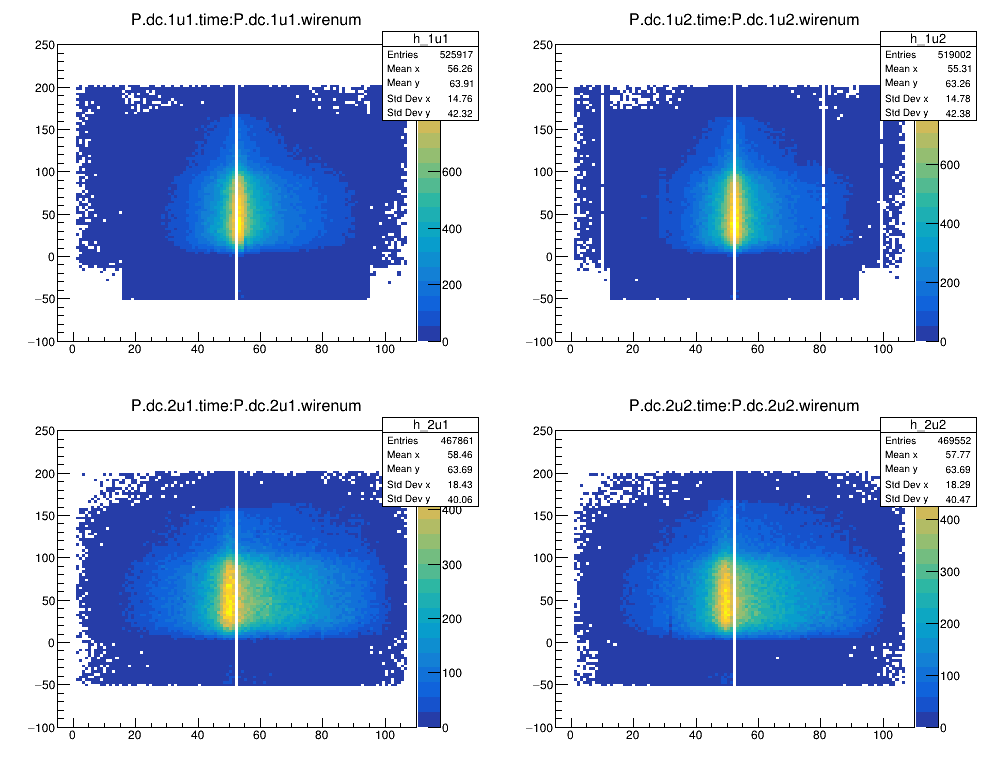 P.dc.1u1.time:P.dc.1u1.wirenum
h_1u1
Entries 525917
Mean x 56.26
Mean y 63.91
Std Dev x 14.76
Std Dev y 42.32
250
200
150
100
50
0
−50
−100
0 20 40 60 80 100
600
400
200
0
P.dc.1u2.time:P.dc.1u2.wirenum
h_1u2
Entries 519002
Mean x 55.31
Mean y 63.26
Std Dev x 14.78
Std Dev y 42.38
250
200
150
100
50
0
−50
−100
0 20 40 60 80 100
600
400
200
0
P.dc.2u1.time:P.dc.2u1.wirenum
h_2u1
Entries 467861
Mean x 58.46
Mean y 63.69
Std Dev x 18.43
Std Dev y 40.06
250
200
150
100
50
0
−50
−100
0 20 40 60 80 100
400
300
200
100
0
P.dc.2u2.time:P.dc.2u2.wirenum
h_2u2
Entries 469552
Mean x 57.77
Mean y 63.69
Std Dev x 18.29
Std Dev y 40.47
250
200
150
100
50
0
−50
−100
0 20 40 60 80 100
400
300
200
100
0